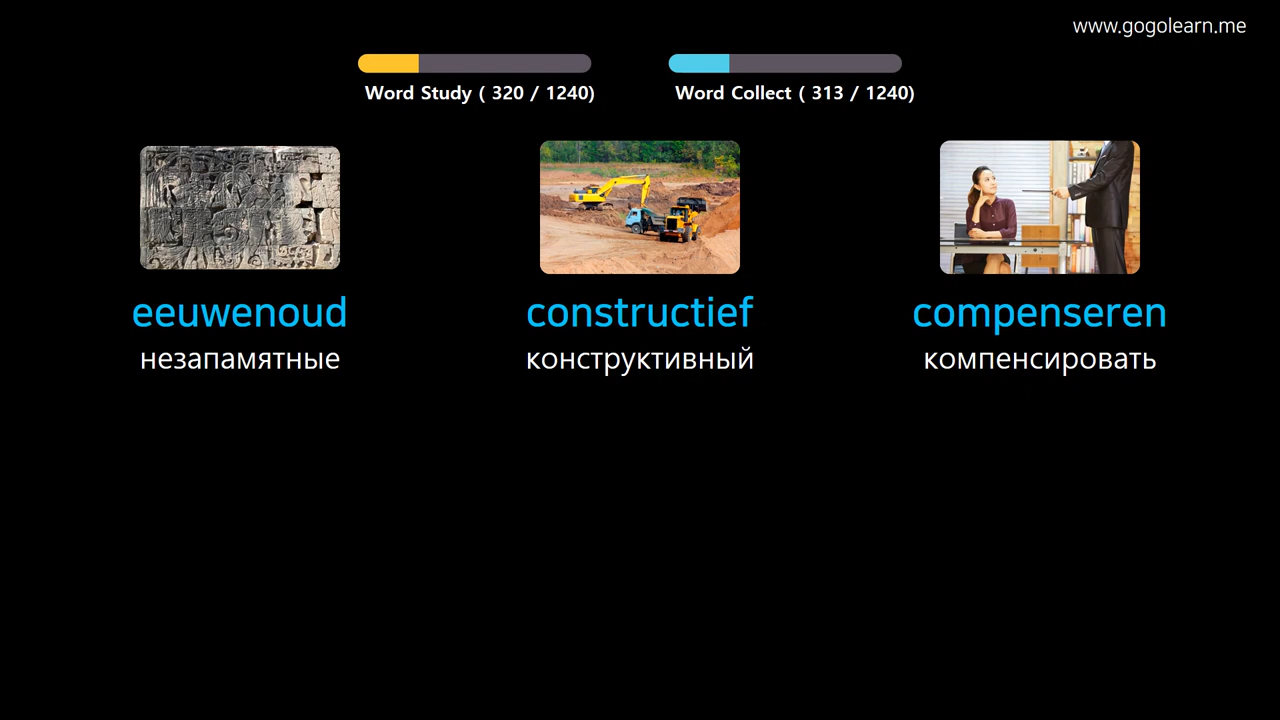 www.gogolearn.me
Word Study ( 320 / 1240)
Word Collect ( 313 / 1240)
eeuwenoud
constructief
compenseren
незапамятные
конструктивный
компенсировать